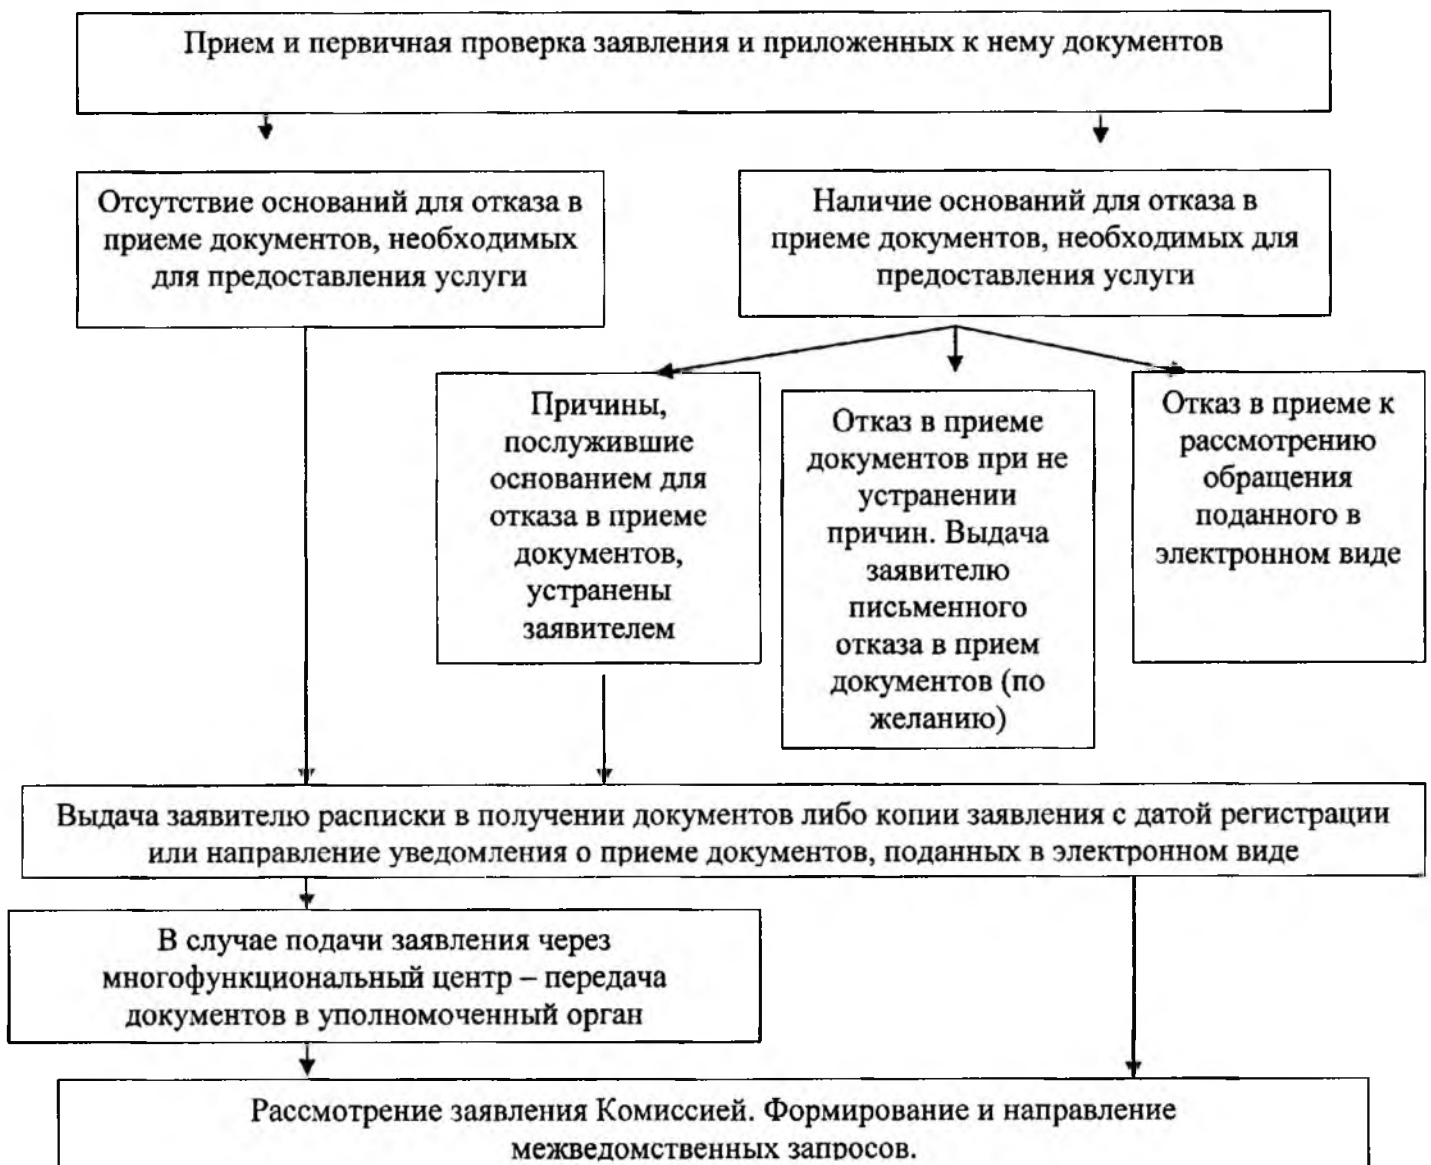 Прием и первичная проверка заявления и приложенных к нему документов
Отсутствие оснований для отказа в
приеме документов, необходимых
для предоставления услуги
Наличие оснований для отказа в
приеме документов, необходимых для
предоставления услуги
Причины,
послужившие
основанием для
отказа в приеме
документов,
устранены
заявителем
Отказ в приеме
документов при не
устранении
причин. Выдача
заявителю
письменного
отказа в прием
документов (по
желанию)
Отказ в приеме к
рассмотрению
обращения
поданного в
электронном виде
Выдача заявителю расписки в получении документов либо копии заявления с датой регистрации
или направление уведомления о приеме документов, поданных в электронном виде
В случае подачи заявления через
многофункциональный центр – передача
документов в уполномоченный орган
Рассмотрение заявления Комиссией. Формирование и направление
межведомственных запросов.